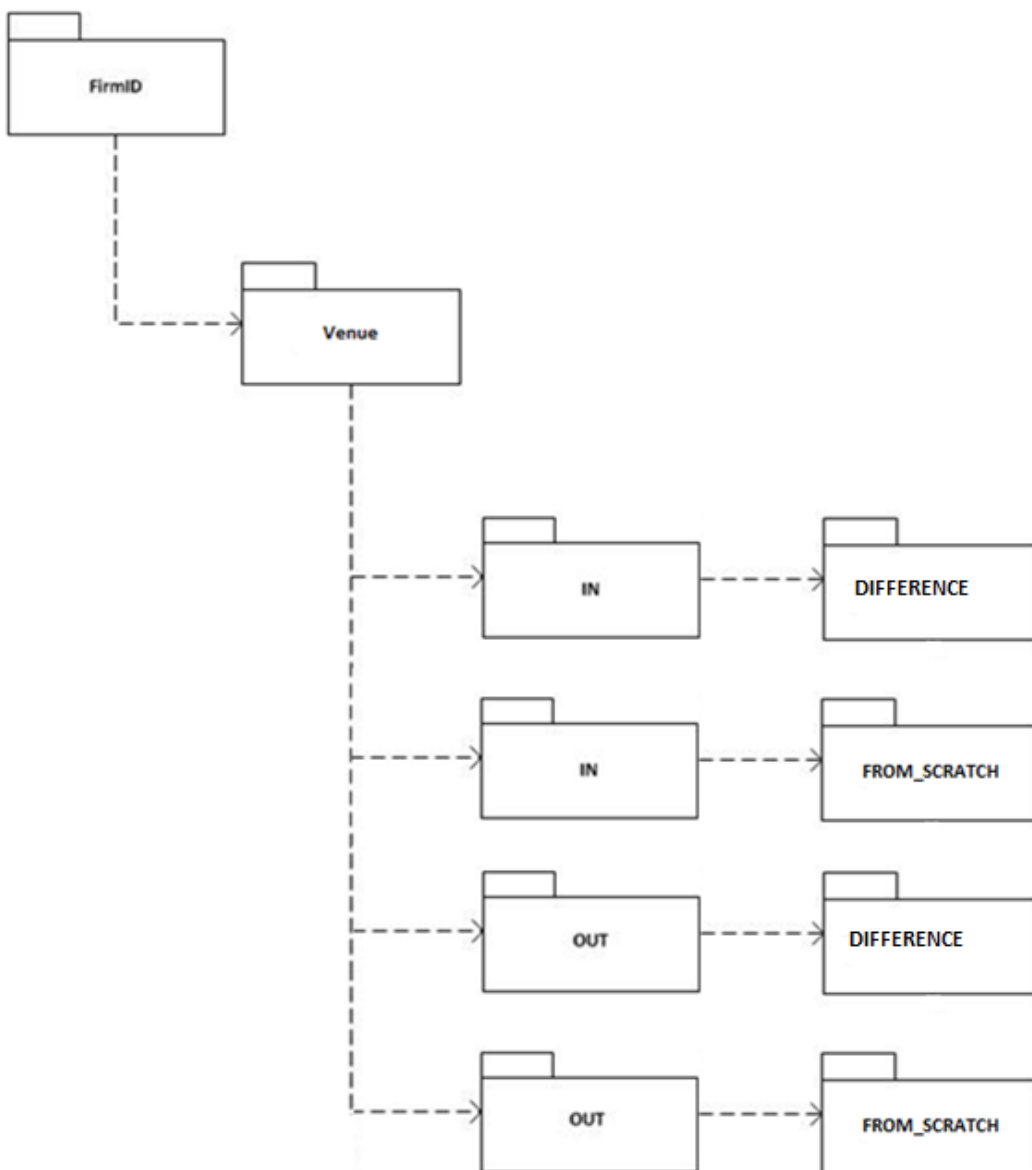 FirmID
Venue
IN
DIFFERENCE
IN
FROM_SCRATCH
OUT
DIFFERENCE
OUT
FROM_SCRATCH